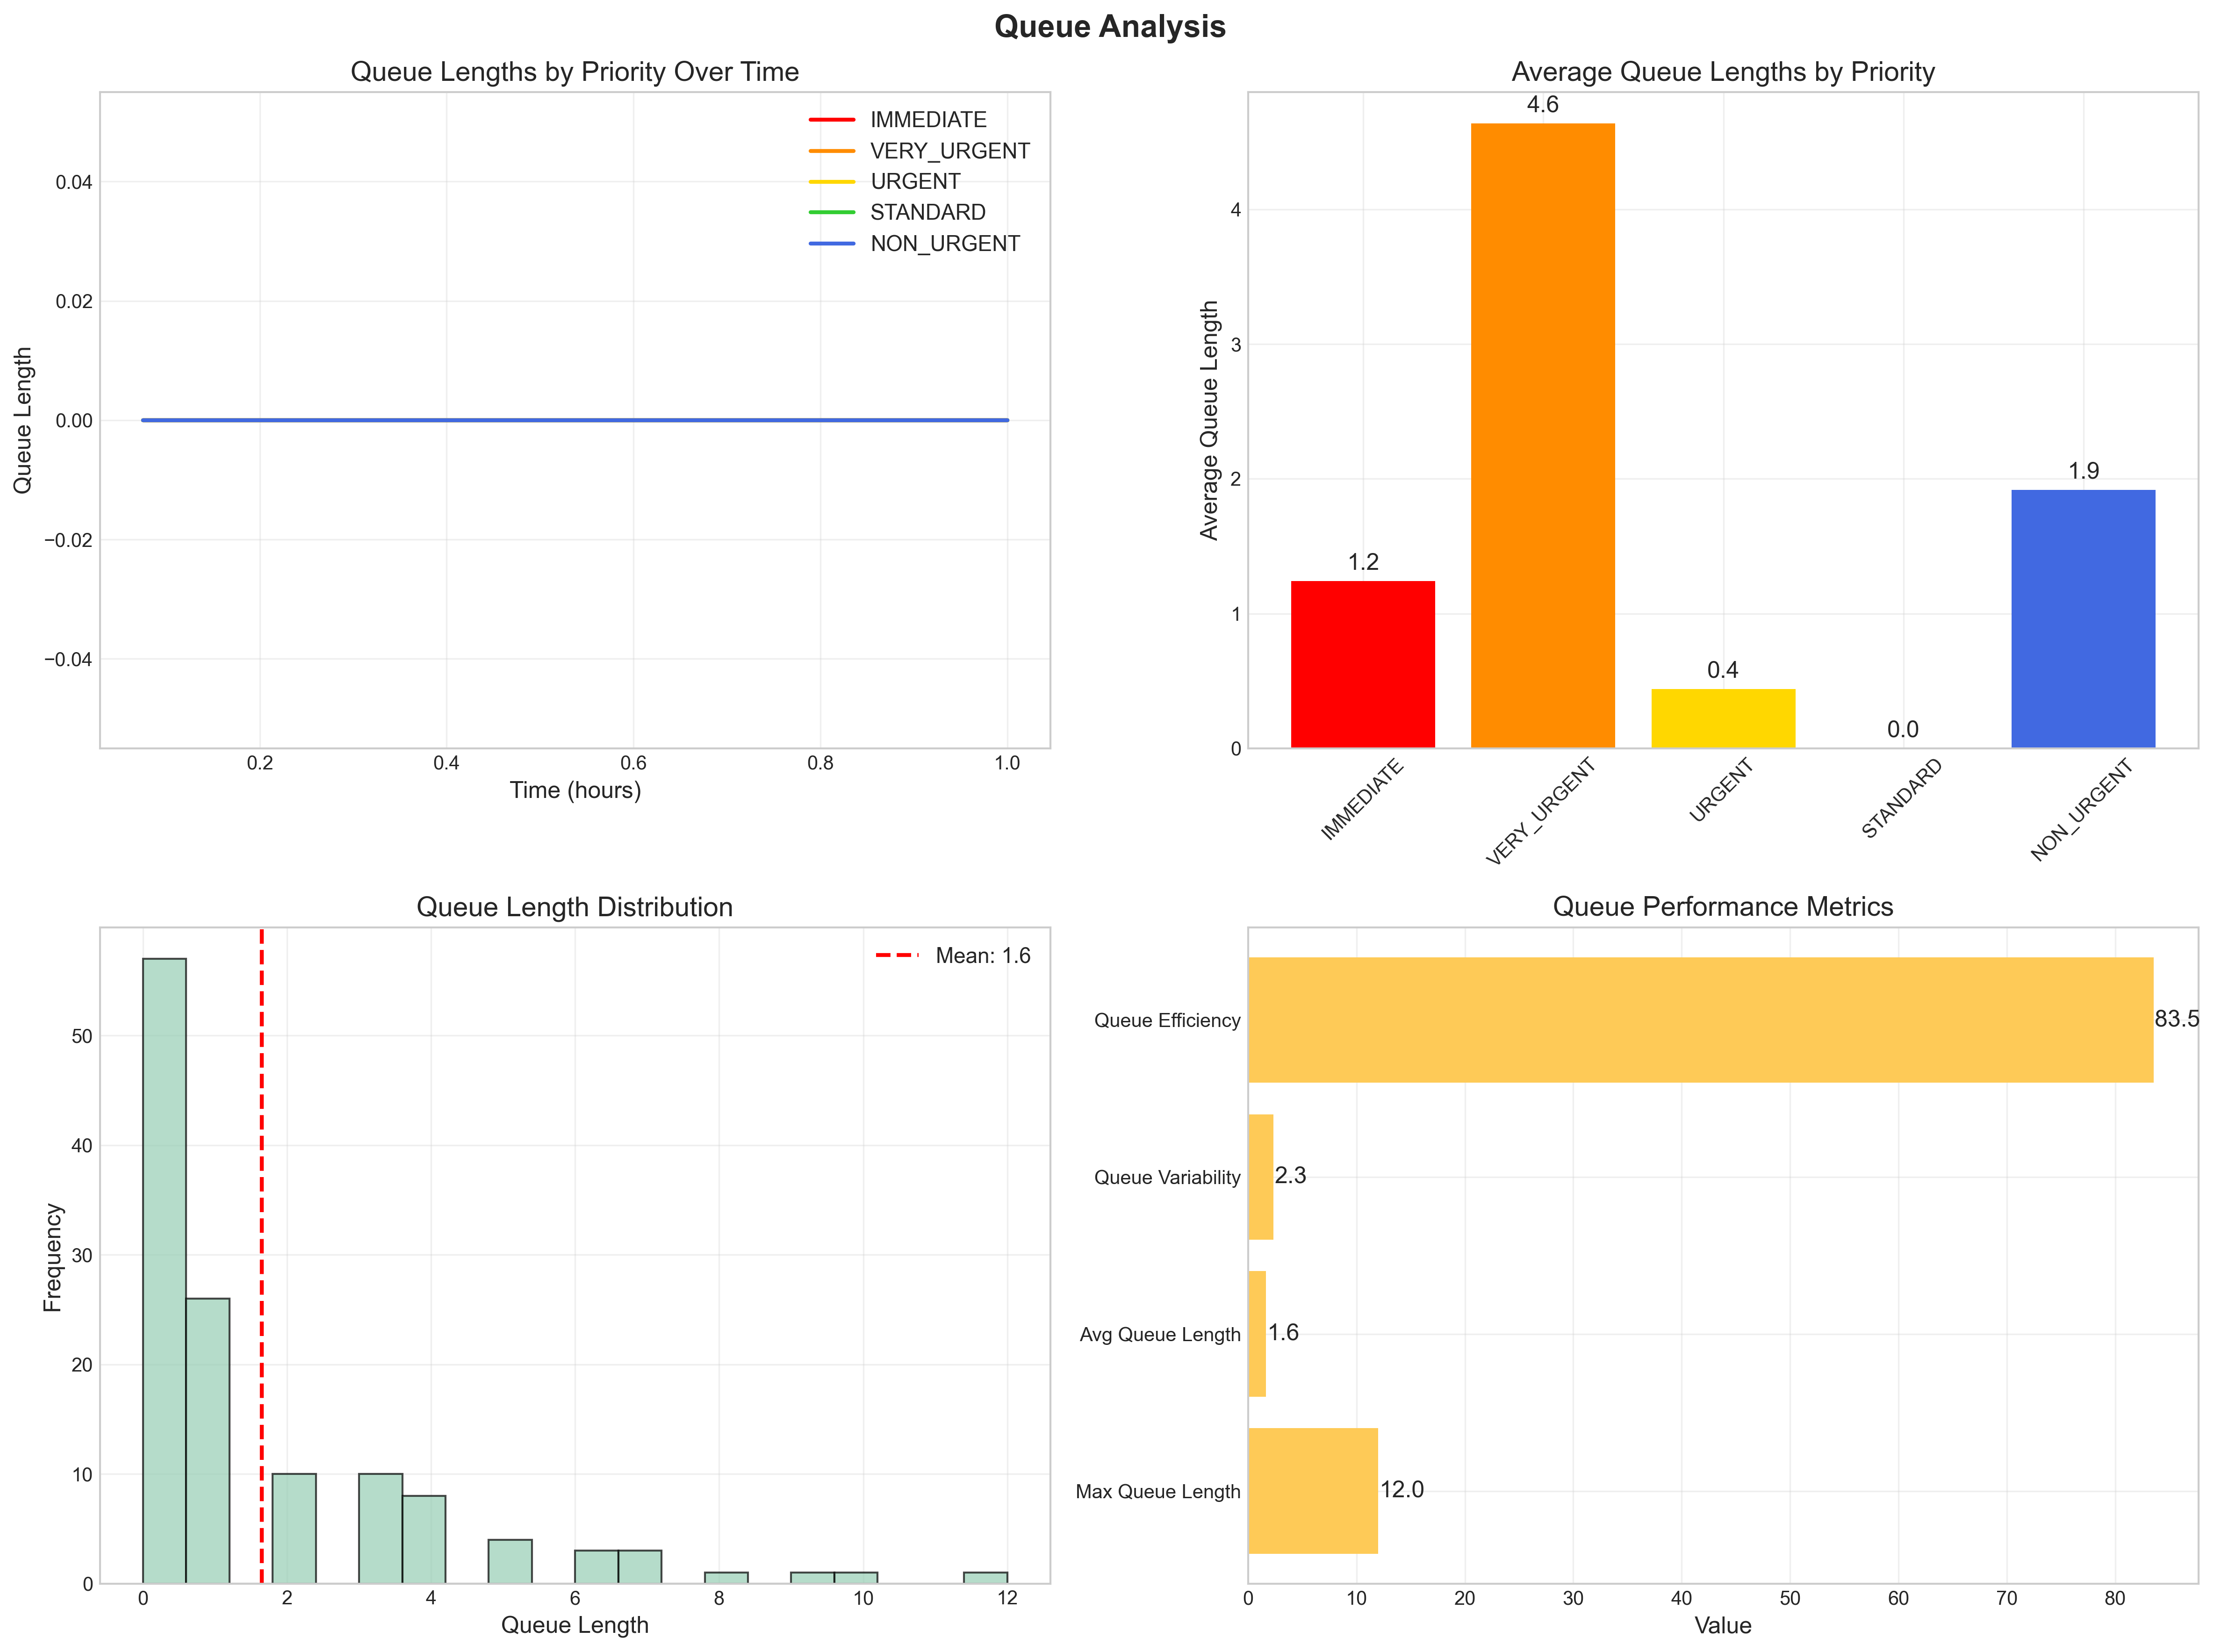 Queue Analysis
Queue Lengths by Priority Over Time
IMMEDIATE
VERY_URGENT
URGENT
STANDARD
NON_URGENT
0.04
0.02
0.00
−0.02
−0.04
Queue Length
0.2 0.4 0.6 0.8 1.0
Time (hours)
Average Queue Lengths by Priority
4.6
1.2
0.4
0.0
1.9
4
3
2
1
0
Average Queue Length
IMMEDIATE
VERY_URGENT
URGENT
STANDARD
NON_URGENT
Queue Length Distribution
Mean: 1.6
50
40
30
20
10
0
Frequency
0 2 4 6 8 10 12
Queue Length
Queue Performance Metrics
Queue Efficiency 83.5
Queue Variability 2.3
Avg Queue Length 1.6
Max Queue Length 12.0
0 10 20 30 40 50 60 70 80
Value